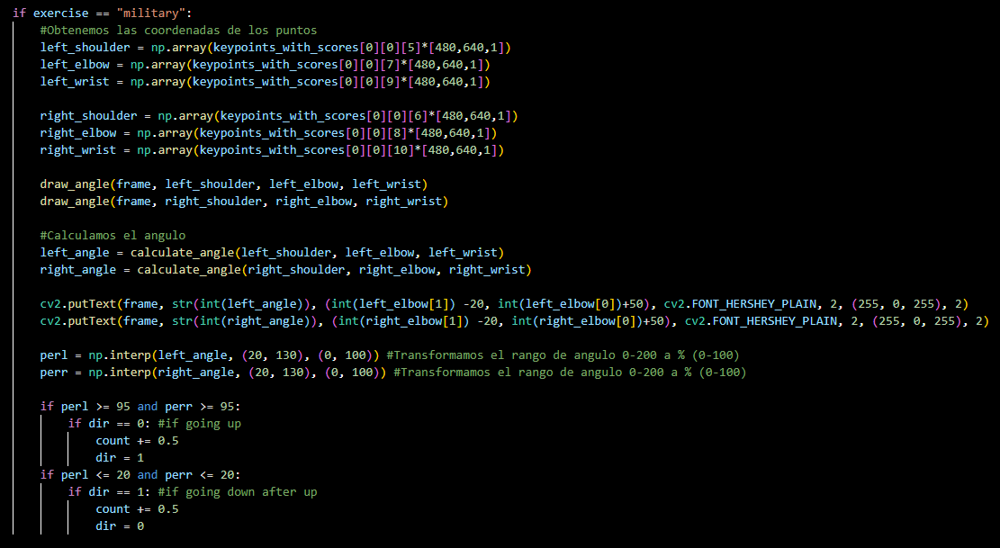 if exercise == "military":
    #Obtenemos las coordenadas de los puntos
    left_shoulder = np.array(keypoints_with_scores[0][0][5]*[480,640,1])
    left_elbow = np.array(keypoints_with_scores[0][0][7]*[480,640,1])
    left_wrist = np.array(keypoints_with_scores[0][0][9]*[480,640,1])

    right_shoulder = np.array(keypoints_with_scores[0][0][6]*[480,640,1])
    right_elbow = np.array(keypoints_with_scores[0][0][8]*[480,640,1])
    right_wrist = np.array(keypoints_with_scores[0][0][10]*[480,640,1])

    draw_angle(frame, left_shoulder, left_elbow, left_wrist)
    draw_angle(frame, right_shoulder, right_elbow, right_wrist)

    #Calculamos el angulo
    left_angle = calculate_angle(left_shoulder, left_elbow, left_wrist)
    right_angle = calculate_angle(right_shoulder, right_elbow, right_wrist)

    cv2.putText(frame, str(int(left_angle)), (int(left_elbow[1]) -20, int(left_elbow[0])+50), cv2.FONT_HERSHEY_PLAIN, 2, (255, 0, 255), 2)
    cv2.putText(frame, str(int(right_angle)), (int(right_elbow[1]) -20, int(right_elbow[0])+50), cv2.FONT_HERSHEY_PLAIN, 2, (255, 0, 255), 2)

    perl = np.interp(left_angle, (20, 130), (0, 100)) #Transformamos el rango de angulo 0-200 a % (0-100)
    perr = np.interp(right_angle, (20, 130), (0, 100)) #Transformamos el rango de angulo 0-200 a % (0-100)

    if perl >= 95 and perr >= 95:
        if dir == 0: #if going up
            count += 0.5
            dir = 1
    if perl <= 20 and perr <= 20:
        if dir == 1: #if going down after up
            count += 0.5
            dir = 0